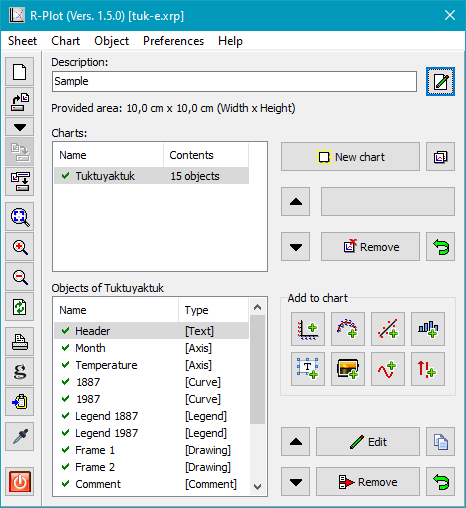 R-Plot (Vers. 1.5.0) [tuk-e.xrp]
Sheet Chart Object Preferences Help
Description:
Sample
Provided area: 10,0 cm x 10,0 cm (Width x Height)
Charts:
Name Contents
Tuktuyaktuk 15 objects
New chart
Remove
Objects of Tuktuyaktuk
Name Type
Header [Text]
Month [Axis]
Temperature [Axis]
1887 [Curve]
1987 [Curve]
Legend 1887 [Legend]
Legend 1987 [Legend]
Frame 1 [Drawing]
Frame 2 [Drawing]
Comment [Comment]
Add to chart
T
Edit
Remove
g